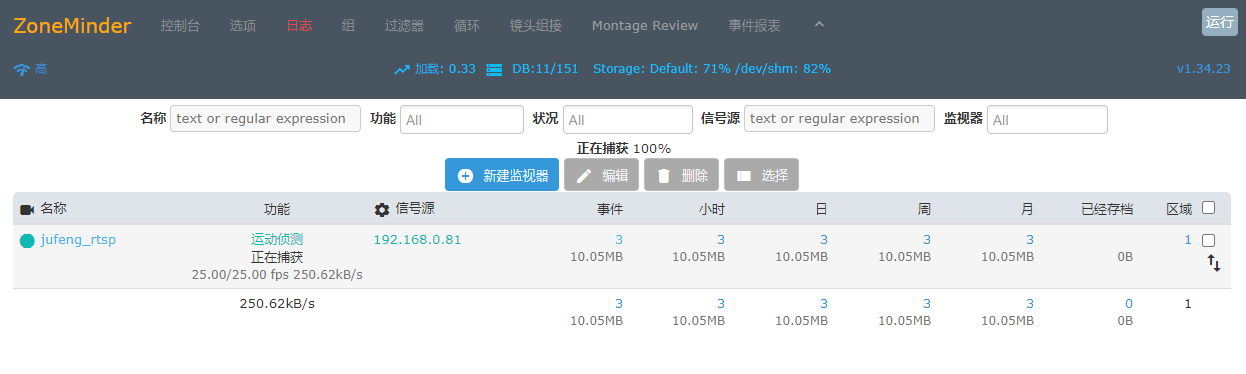 ZoneMinder 控制台 选项 日志 组 过滤器 循环 镜头组接 Montage Review 事件报表 运行
高 加载: 0.33 DB:11/151 Storage: Default: 71% /dev/shm: 82% v1.34.23
名称 text or regular expression 功能 All 状况 All 信号源 text or regular expression 监视器 All
正在捕获 100%
新建监视器 编辑 删除 选择
名称 功能 信号源 事件 小时 日 周 月 已经存档 区域
jufeng_rtsp 运动侦测 192.168.0.81 3 3 3 3 3 1
正在捕获 10.05MB 10.05MB 10.05MB 10.05MB 10.05MB 0B
25.00/25.00 fps 250.62kB/s
250.62kB/s 3 3 3 3 3 0 1
10.05MB 10.05MB 10.05MB 10.05MB 10.05MB 0B